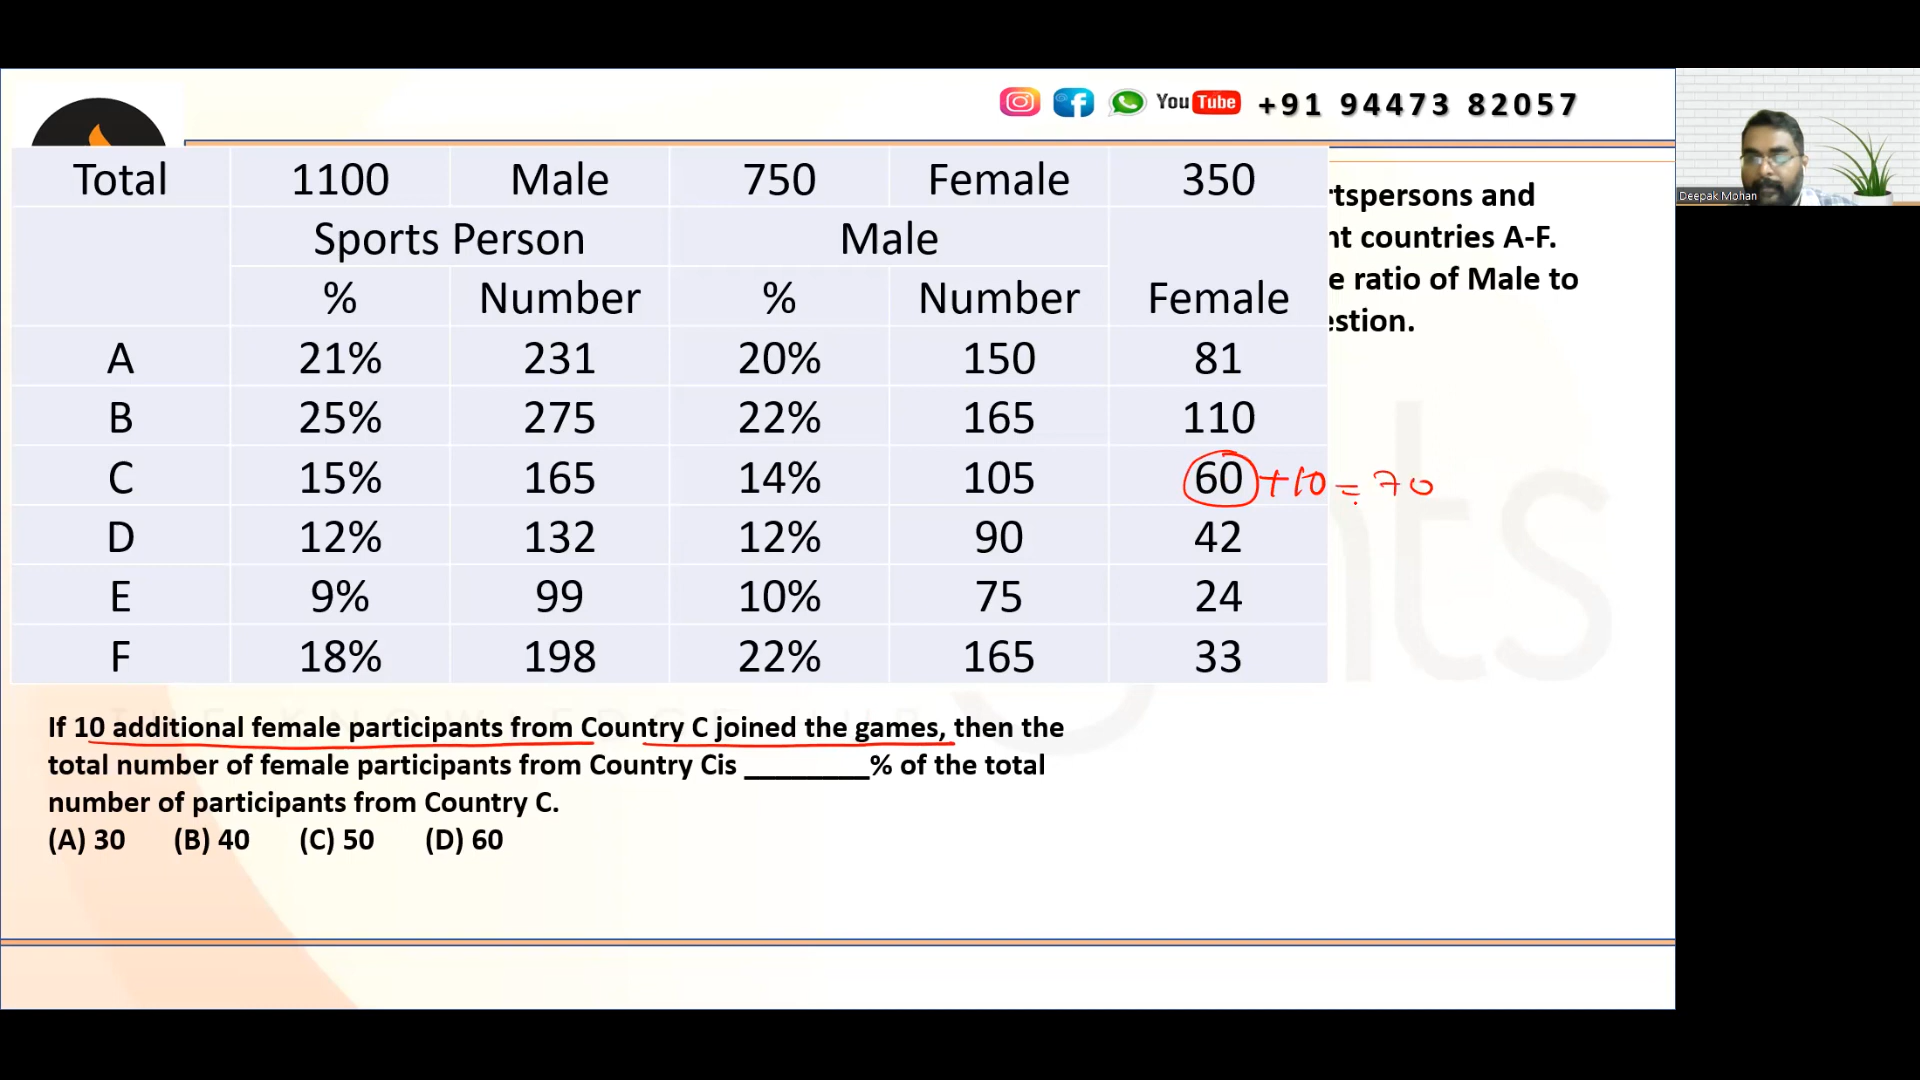 You Tube +91 94473 82057
Deepak Mohan
Total 1100 Male 750 Female 350
rtspersons and
nt countries A-F.
e ratio of Male to
estion.
Sports Person Male
% Number % Number Female
A 21% 231 20% 150 81
B 25% 275 22% 165 110
C 15% 165 14% 105 60 +10 = 70
D 12% 132 12% 90 42
E 9% 99 10% 75 24
F 18% 198 22% 165 33
If 10 additional female participants from Country C joined the games, then the
total number of female participants from Country Cis _________% of the total
number of participants from Country C.
(A) 30 (B) 40 (C) 50 (D) 60